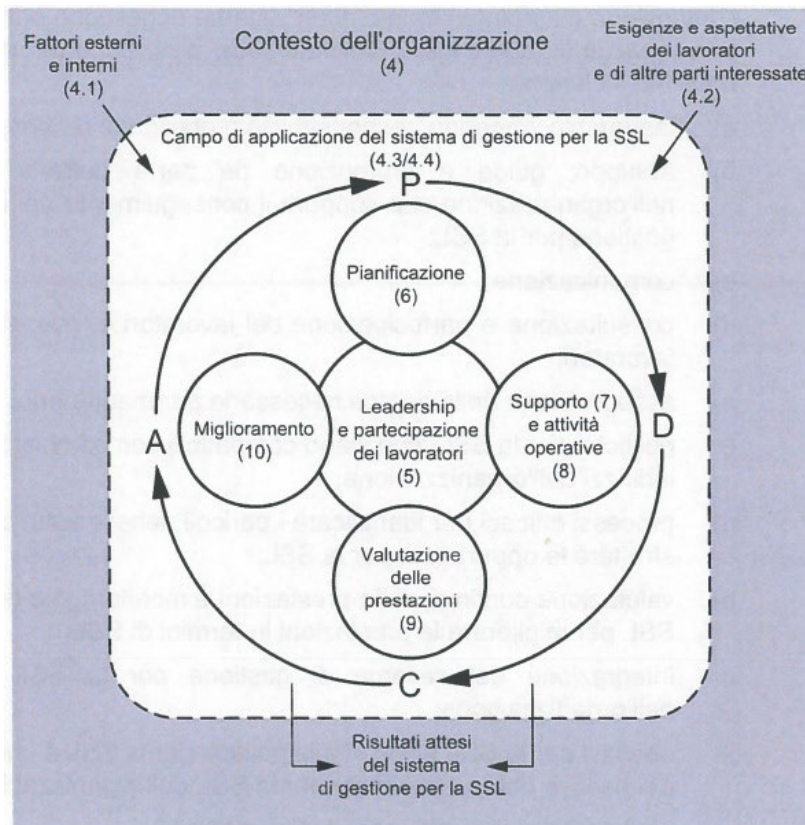 Fattori esterni
e interni
(4.1)
Contesto dell'organizzazione
(4)
Esigenze e aspettative
dei lavoratori
e di altre parti interessate
(4.2)
Campo di applicazione del sistema di gestione per la SSL
(4.3/4.4)
P
Pianificazione
(6)
A
Miglioramento
(10)
Leadership
e partecipazione
dei lavoratori
(5)
Supporto (7)
e attività
operative
(8)
D
Valutazione
delle
prestazioni
(9)
C
Risultati attesi
del sistema
di gestione per la SSL